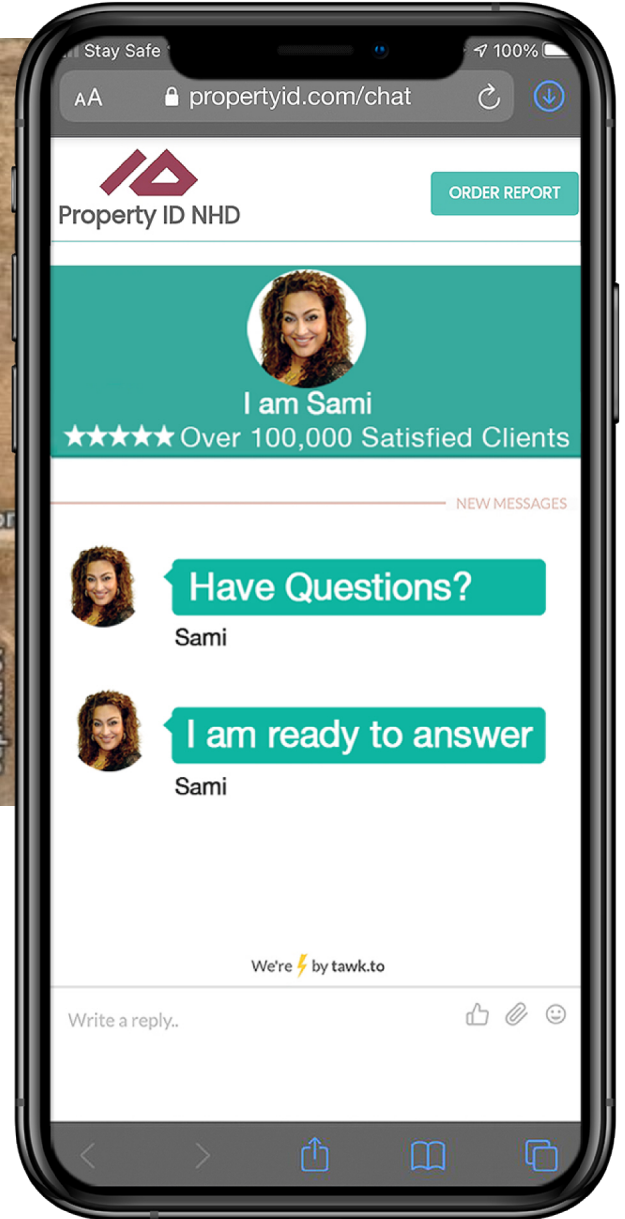 Stay Safe
100%
AA
propertyid.com/chat
Property ID NHD
ORDER REPORT
I am Sami
★★★★★ Over 100,000 Satisfied Clients
NEW MESSAGES
Have Questions?
Sami
I am ready to answer
Sami
We're ⚡ by tawk.to
Write a reply..